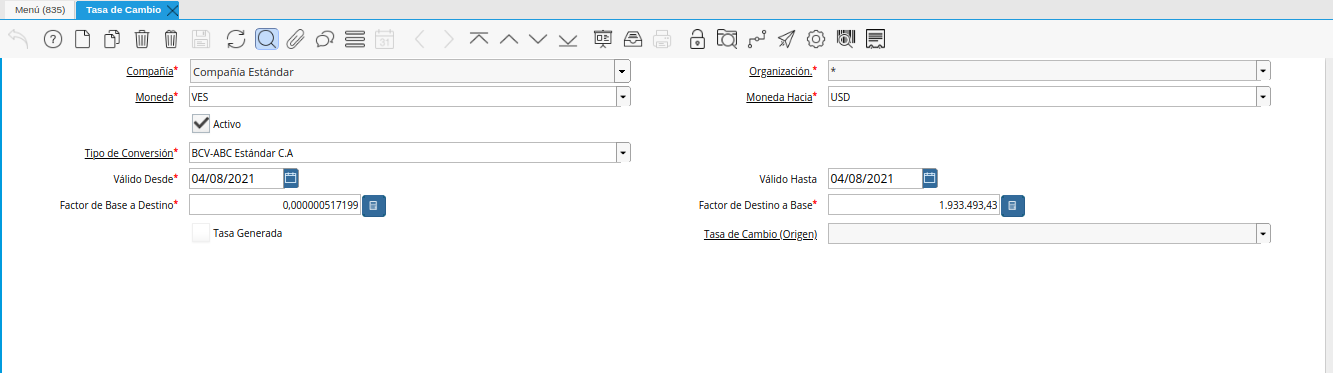 Menú (835) Tasa de Cambio
31
Compañía* Compañía Estándar Organización.* *
Moneda* VES Moneda Hacia* USD
Activo
Tipo de Conversión* BCV-ABC Estándar C.A
Válido Desde* 04/08/2021 Válido Hasta 04/08/2021
Factor de Base a Destino* 0,000000517199 Factor de Destino a Base* 1.933.493,43
Tasa Generada Tasa de Cambio (Origen)